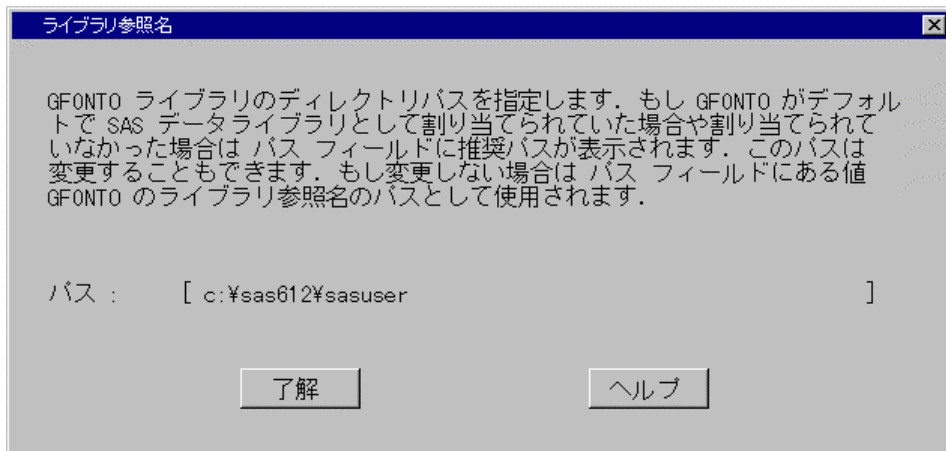 ライブラリ参照名
GFONT0 ライブラリのディレクトリパスを指定します. もし GFONT0 がデフォル
トで SAS データライブラリとして割り当てられていた場合や割り当てられて
いなかった場合は パス フィールドに推奨パスが表示されます. このパスは
変更することもできます. もし変更しない場合は パス フィールドにある値
GFONT0 のライブラリ参照名のパスとして使用されます.
パス : [ c:¥sas612¥sasuser ]
了解 ヘルプ